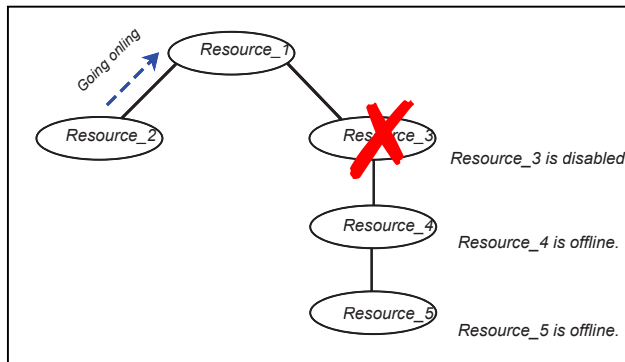 Going onling
Resource_1
Resource_2
Resource_3
Resource_3 is disabled
Resource_4
Resource_4 is offline.
Resource_5
Resource_5 is offline.